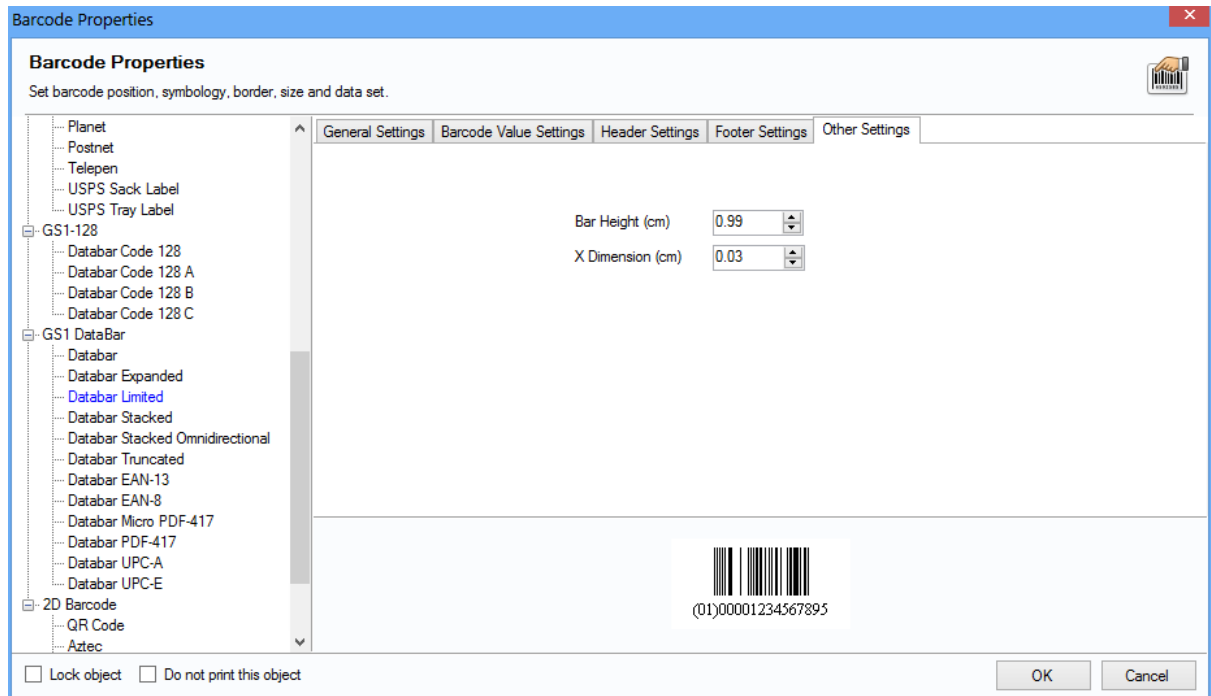 Barcode Properties
Barcode Properties
Set barcode position, symbology, border, size and data set.
Planet
Postnet
Telepen
USPS Sack Label
USPS Tray Label
GS1-128
Databar Code 128
Databar Code 128 A
Databar Code 128 B
Databar Code 128 C
GS1 DataBar
Databar
Databar Expanded
Databar Limited
Databar Stacked
Databar Stacked Omnidirectional
Databar Truncated
Databar EAN-13
Databar EAN-8
Databar Micro PDF-417
Databar PDF-417
Databar UPC-A
Databar UPC-E
2D Barcode
QR Code
Aztec
General Settings Barcode Value Settings Header Settings Footer Settings Other Settings
Bar Height (cm) 0.99
X Dimension (cm) 0.03
(01)00001234567895
Lock object Do not print this object OK Cancel